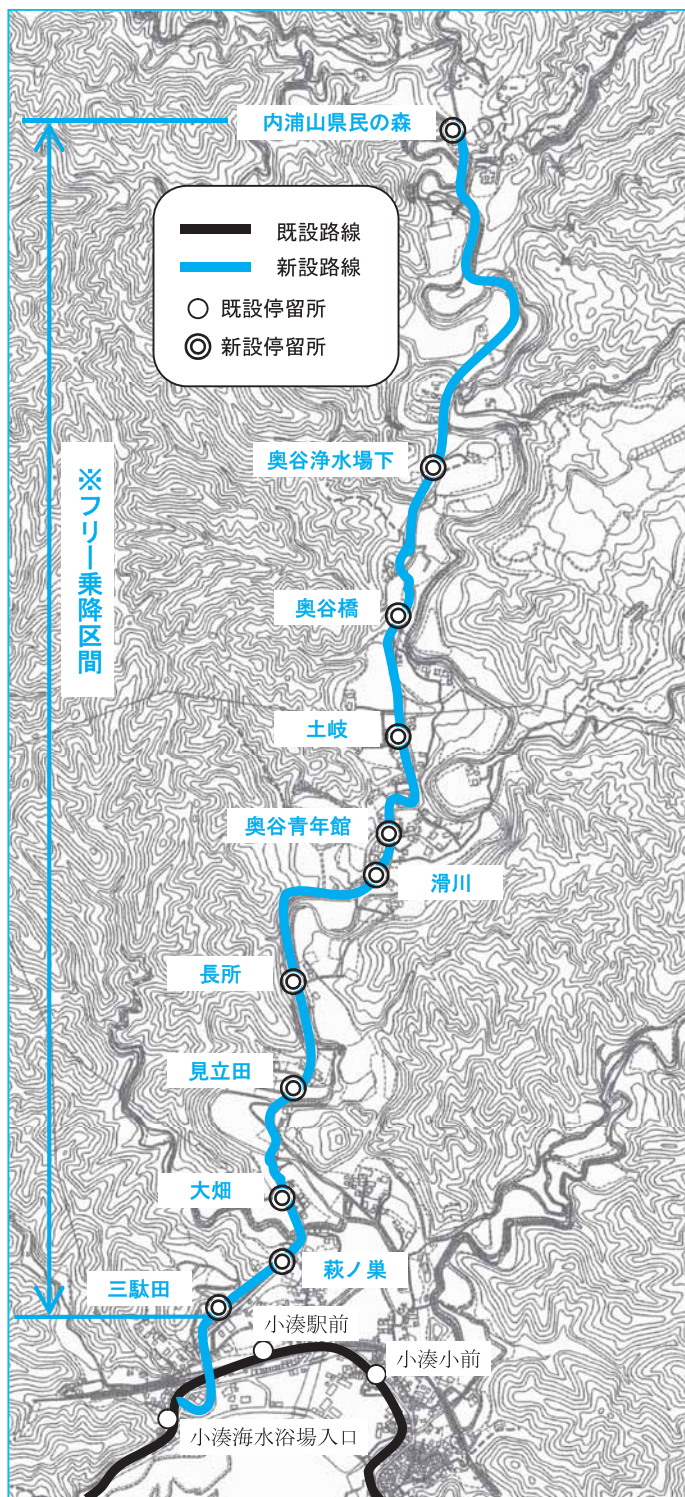 内浦山県民の森
既設路線
新設路線
既設停留所
新設停留所
奥谷浄水場下
※フリー乗降区間
奥谷橋
土岐
奥谷青年館
滑川
長所
見立田
大畑
萩ノ巣
三駄田
小湊駅前
小湊小前
小湊海水浴場入口